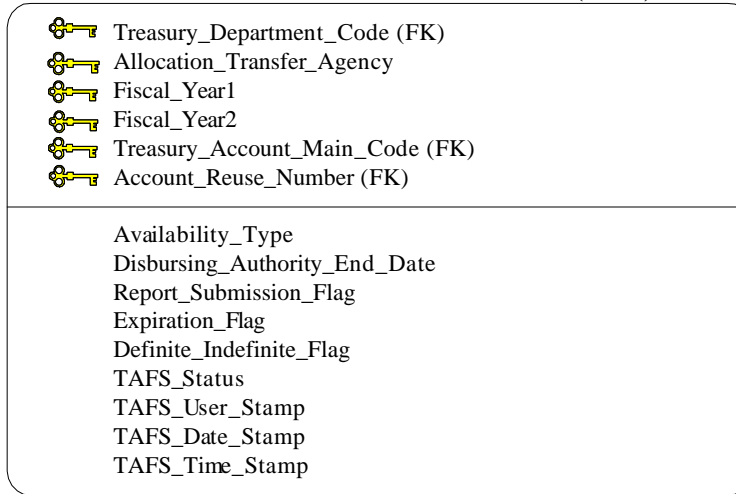 Treasury_Department_Code (FK)
Allocation_Transfer_Agency
Fiscal_Year1
Fiscal_Year2
Treasury_Account_Main_Code (FK)
Account_Reuse_Number (FK)
Availability_Type
Disbursing_Authority_End_Date
Report_Submission_Flag
Expiration_Flag
Definite_Indefinite_Flag
TAFS_Status
TAFS_User_Stamp
TAFS_Date_Stamp
TAFS_Time_Stamp